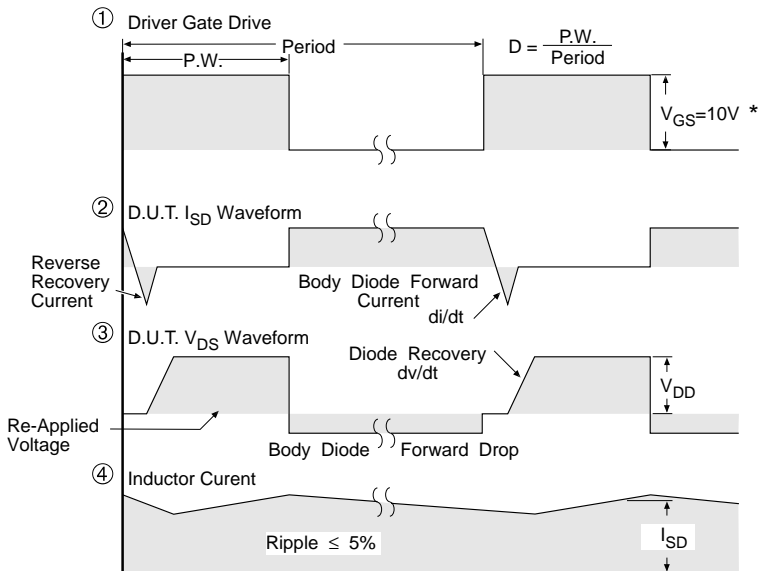 ① Driver Gate Drive
Period
P.W.
D = P.W.
Period
V_GS=10V *
② D.U.T. I_SD Waveform
Reverse
Recovery
Current
Body Diode Forward
Current
di/dt
③ D.U.T. V_DS Waveform
Diode Recovery
dv/dt
V_DD
Re-Applied
Voltage
Body Diode Forward Drop
④ Inductor Curent
Ripple ≤ 5%
I_SD